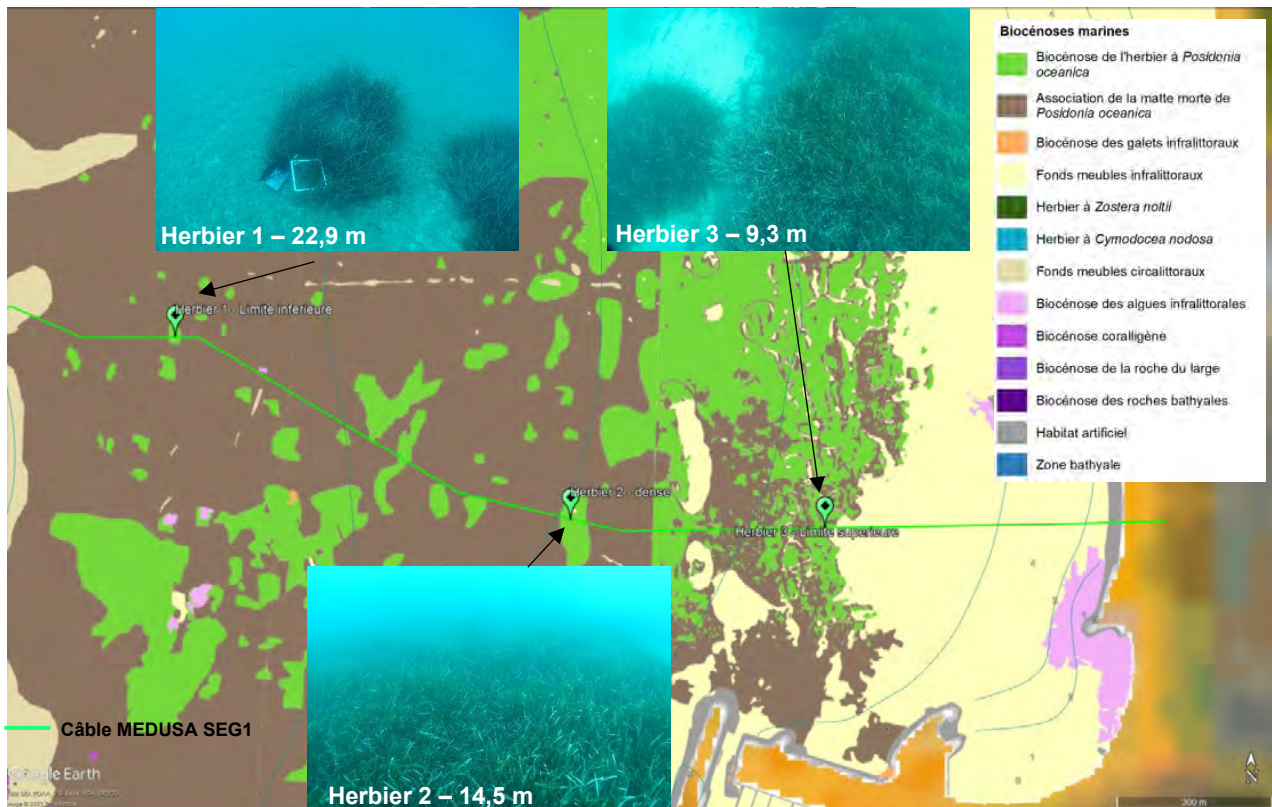 Herbier 1 – 22,9 m
Herbier 3 – 9,3 m
Biocénoses marines
Biocénose de l'herbier à Posidonia
oceanica
Association de la matte morte de
Posidonia oceanica
Biocénose des galets infralittoraux
Fonds meubles infralittoraux
Herbier à Zostera noltii
Herbier à Cymodocea nodosa
Fonds meubles circalittoraux
Biocénose des algues infralittorales
Biocénose coralligène
Biocénose de la roche du large
Biocénose des roches bathyales
Habitat artificiel
Zone bathyale
Herbier 1 - Limite inférieure
Herbier 2 - dense
Herbier 3 - Limite supérieure
4
Câble MEDUSA SEG1
Google Earth
Herbier 2 – 14,5 m
1
N
200 m